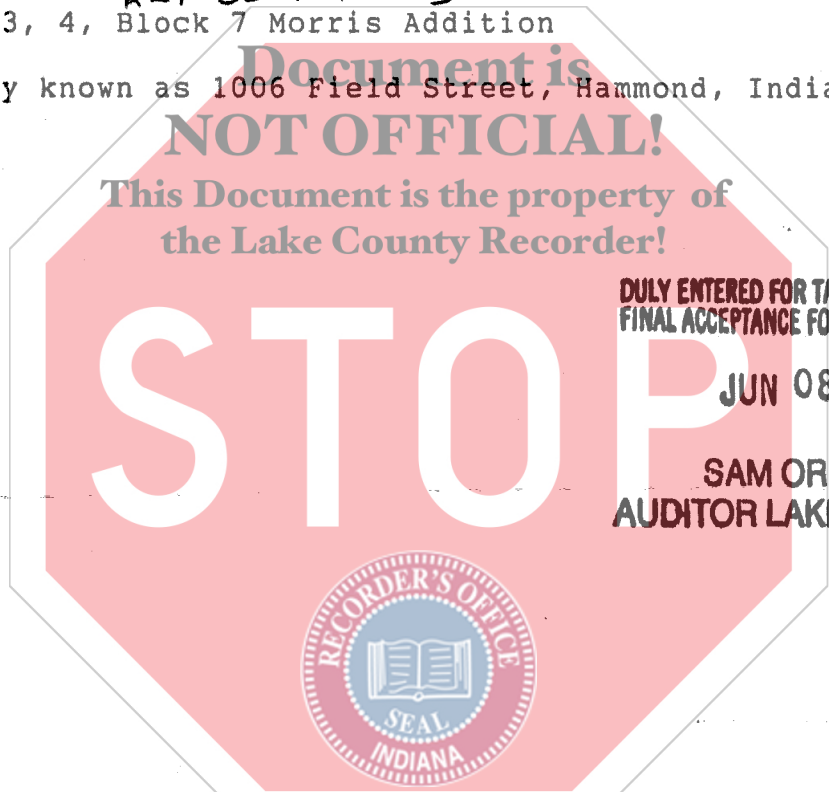 3, 4, Block 7 Morris Addition
Document is
y known as 1006 Field Street, Hammond, India
NOT OFFICIAL!
This Document is the property of
the Lake County Recorder!
DULY ENTERED FOR TA
FINAL ACCEPTANCE FO
JUN 08
STOP
SAM OR
AUDITOR LAKE
RECORDER'S OFFICE
SEAL
INDIANA